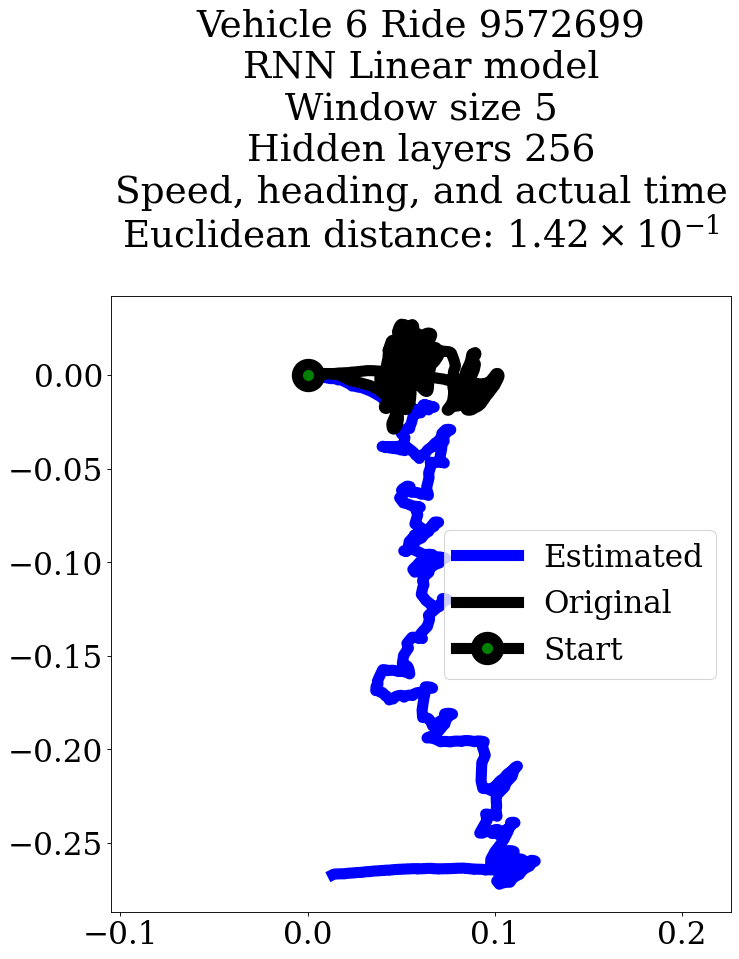 Vehicle 6 Ride 9572699
RNN Linear model
Window size 5
Hidden layers 256
Speed, heading, and actual time
Euclidean distance: 1.42 × 10⁻¹
0.00
−0.05
−0.10
−0.15
−0.20
−0.25
Estimated
Original
Start
−0.1 0.0 0.1 0.2